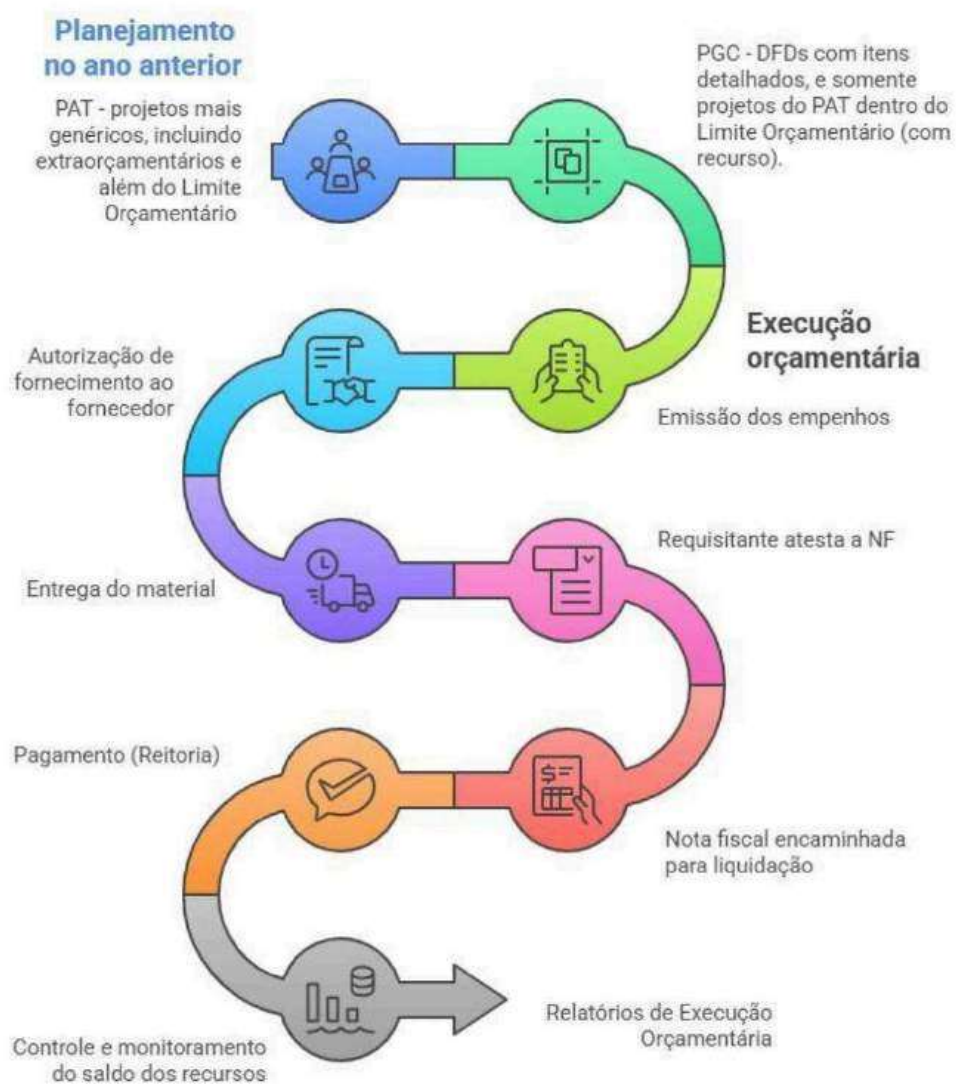 Planejamento
no ano anterior
PAT - projetos mais
genéricos, incluindo
extraorçamentários e
além do Limite
Orçamentário
PGC - DFDs com itens
detalhados, e somente
projetos do PAT dentro do
Limite Orçamentário (com
recurso).
Execução
orçamentária
Emissão dos empenhos
Autorização de
fornecimento ao
fornecedor
Entrega do material
Requisitante atesta a NF
Nota fiscal encaminhada
para liquidação
$
Pagamento (Reitoria)
Controle e monitoramento
do saldo dos recursos
Relatórios de Execução
Orçamentária